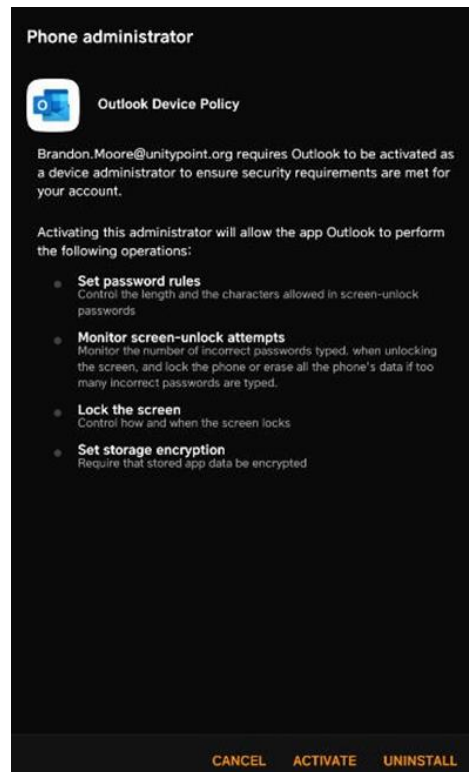 Phone administrator
Outlook Device Policy
Brandon.Moore@unitypoint.org requires Outlook to be activated as
a device administrator to ensure security requirements are met for
your account.
Activating this administrator will allow the app Outlook to perform
the following operations:
Set password rules
Control the length and the characters allowed in screen-unlock
passwords
Monitor screen-unlock attempts
Monitor the number of incorrect passwords typed. when unlocking
the screen, and lock the phone or erase all the phone's data if too
many incorrect passwords are typed.
Lock the screen
Control how and when the screen locks
Set storage encryption
Require that stored app data be encrypted
CANCEL ACTIVATE UNINSTALL